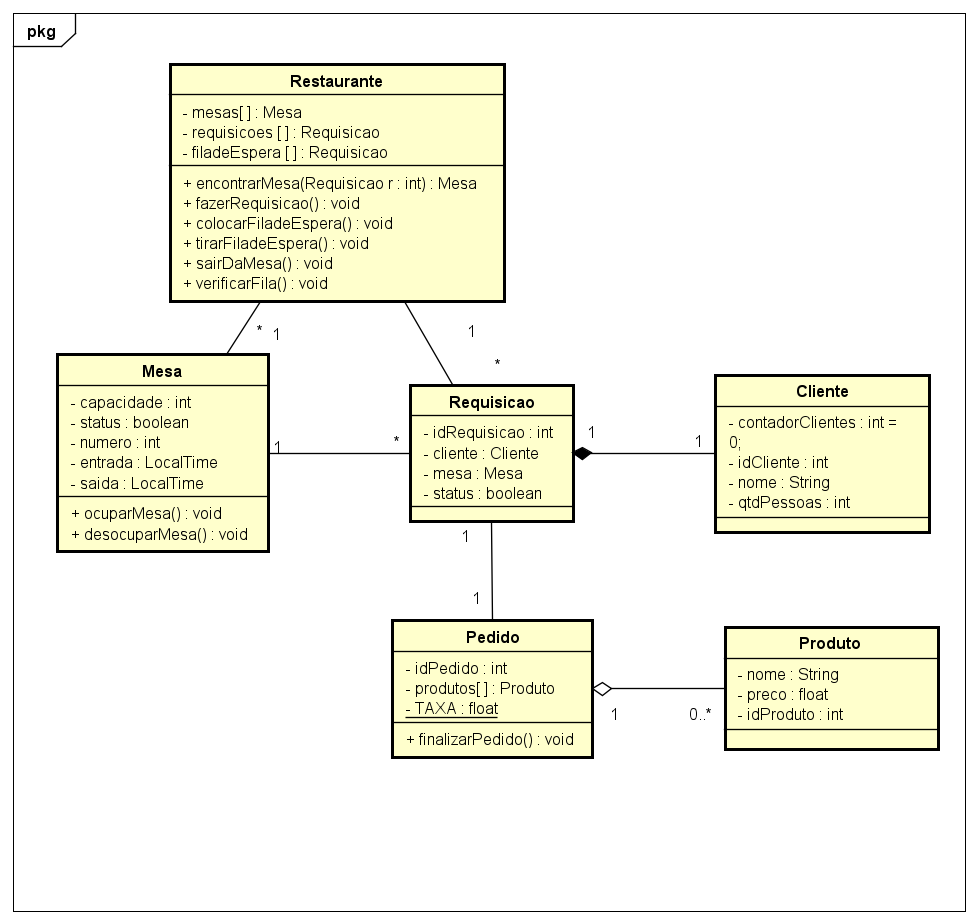 pkg
Restaurante
- mesas[ ] : Mesa
- requisicoes [ ] : Requisicao
- filadeEspera [ ] : Requisicao
+ encontrarMesa(Requisicao r : int) : Mesa
+ fazerRequisicao() : void
+ colocarFiladeEspera() : void
+ tirarFiladeEspera() : void
+ sairDaMesa() : void
+ verificarFila() : void
* 1
1
*
Mesa
- capacidade : int
- status : boolean
- numero : int
- entrada : LocalTime
- saida : LocalTime
+ ocuparMesa() : void
+ desocuparMesa() : void
1
*
Requisicao
- idRequisicao : int
- cliente : Cliente
- mesa : Mesa
- status : boolean
1
1
Cliente
- contadorClientes : int =
0;
- idCliente : int
- nome : String
- qtdPessoas : int
1
1
Pedido
- idPedido : int
- produtos[ ] : Produto
- TAXA : float
+ finalizarPedido() : void
1
0..*
Produto
- nome : String
- preco : float
- idProduto : int